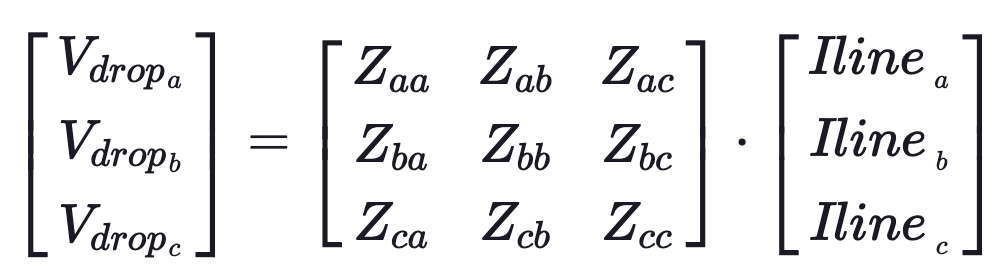 [V_{drop_a}] [Z_{aa} Z_{ab} Z_{ac}] [Iline_a]
[V_{drop_b}] = [Z_{ba} Z_{bb} Z_{bc}] · [Iline_b]
[V_{drop_c}] [Z_{ca} Z_{cb} Z_{cc}] [Iline_c]